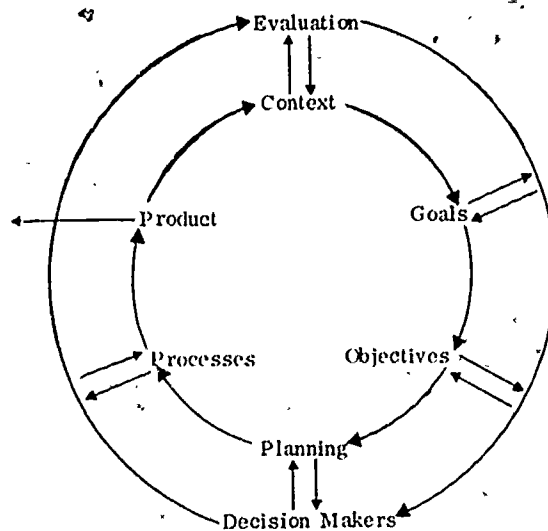 Evaluation
Context
Product
Goals
Processes
Objectives
Planning
Decision Makers